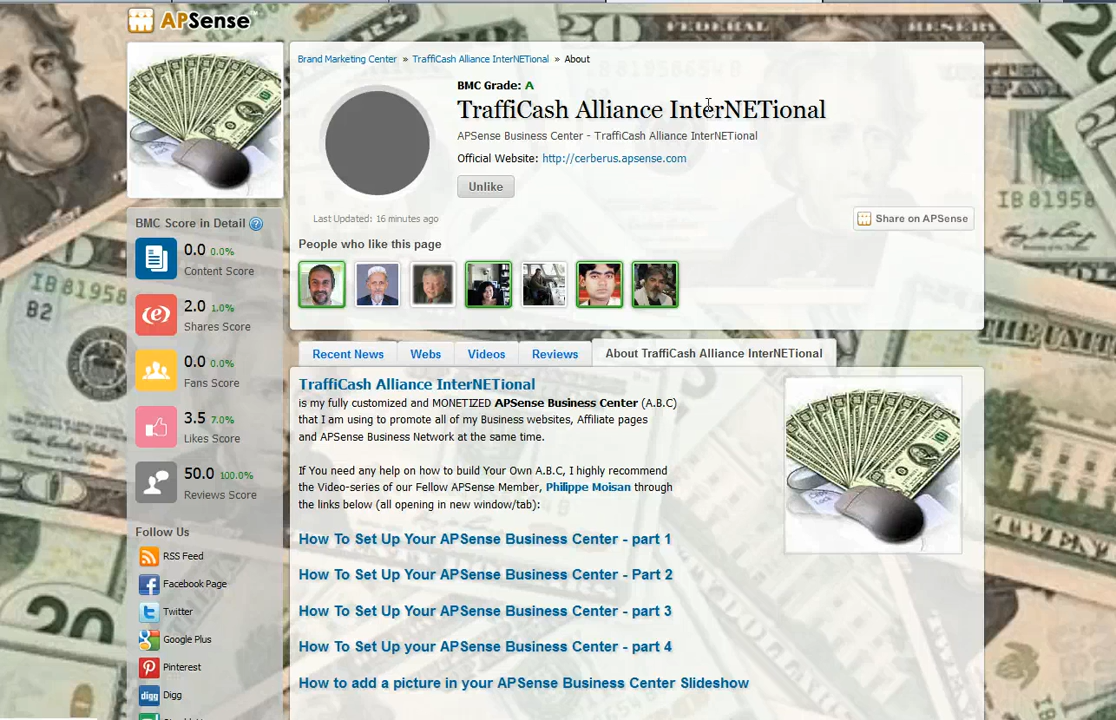 APSense™
Brand Marketing Center » TraffiCash Alliance InterNETional » About
BMC Grade: A
TraffiCash Alliance InterNETional
APSense Business Center - TraffiCash Alliance InterNETional
Official Website: http://cerberus.apsense.com
Unlike
Last Updated: 16 minutes ago
Share on APSense
People who like this page
BMC Score in Detail ?
0.0 0.0%
Content Score
2.0 1.0%
Shares Score
0.0 0.0%
Fans Score
3.5 7.0%
Likes Score
50.0 100.0%
Reviews Score
Follow Us
RSS Feed
Facebook Page
Twitter
Google Plus
Pinterest
digg Digg
Recent News Webs Videos Reviews About TraffiCash Alliance InterNETional
TraffiCash Alliance InterNETional
is my fully customized and MONETIZED APSense Business Center (A.B.C)
that I am using to promote all of my Business websites, Affiliate pages
and APSense Business Network at the same time.
If You need any help on how to build Your Own A.B.C, I highly recommend
the Video-series of our Fellow APSense Member, Philippe Moisan through
the links below (all opening in new window/tab):
How To Set Up Your APSense Business Center - part 1
How To Set Up Your APSense Business Center - Part 2
How To Set Up Your APSense Business Center - part 3
How To Set Up your APSense Business Center - part 4
How to add a picture in your APSense Business Center Slideshow